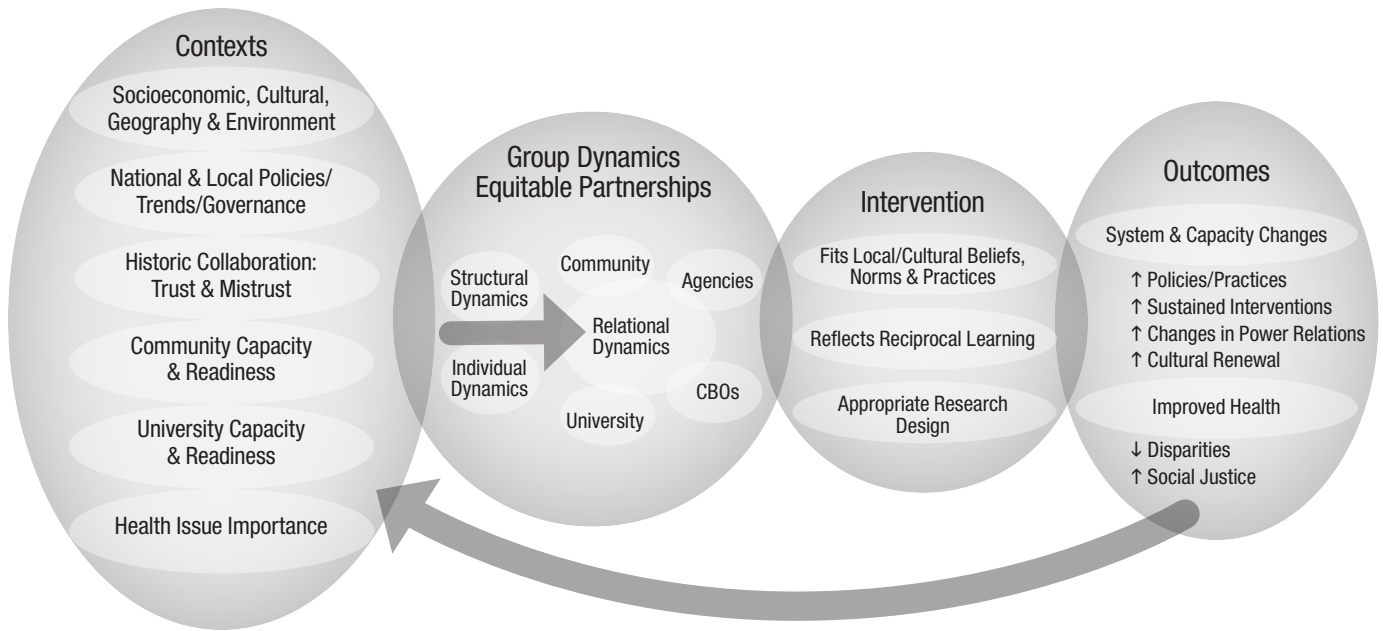 Contexts
Socioeconomic, Cultural,
Geography & Environment
National & Local Policies/
Trends/Governance
Historic Collaboration:
Trust & Mistrust
Community Capacity
& Readiness
University Capacity
& Readiness
Health Issue Importance
Group Dynamics
Equitable Partnerships
Structural
Dynamics
Individual
Dynamics
Community
Agencies
Relational
Dynamics
CBOs
University
Intervention
Fits Local/Cultural Beliefs,
Norms & Practices
Reflects Reciprocal Learning
Appropriate Research
Design
Outcomes
System & Capacity Changes
↑ Policies/Practices
↑ Sustained Interventions
↑ Changes in Power Relations
↑ Cultural Renewal
Improved Health
↓ Disparities
↑ Social Justice